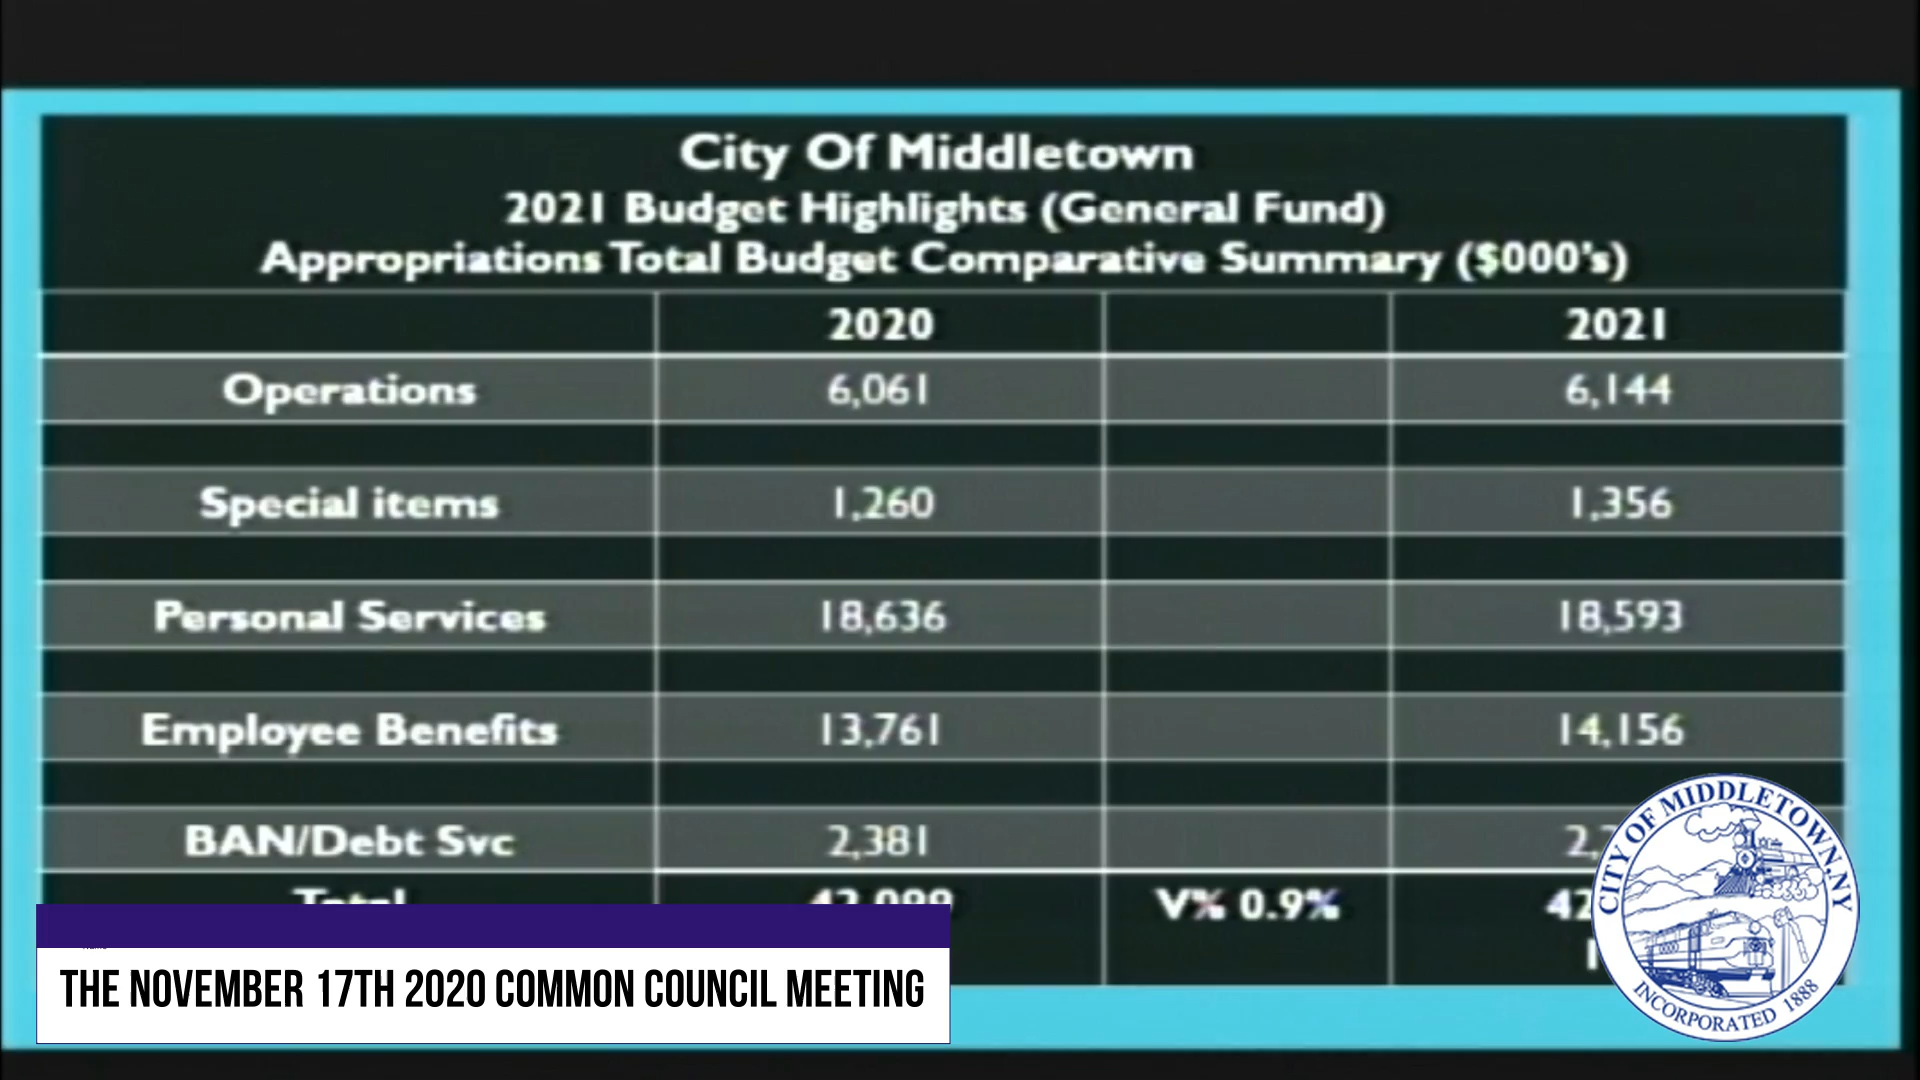 City Of Middletown
2021 Budget Highlights (General Fund)
Appropriations Total Budget Comparative Summary ($000's)
2020 2021
Operations 6,061 6,144
Special items 1,260 1,356
Personal Services 18,636 18,593
Employee Benefits 13,761 14,156
BAN/Debt Svc 2,381
Total 42,099 V% 0.9%
THE NOVEMBER 17TH 2020 COMMON COUNCIL MEETING
CITY OF MIDDLETOWN, NY
INCORPORATED 1888